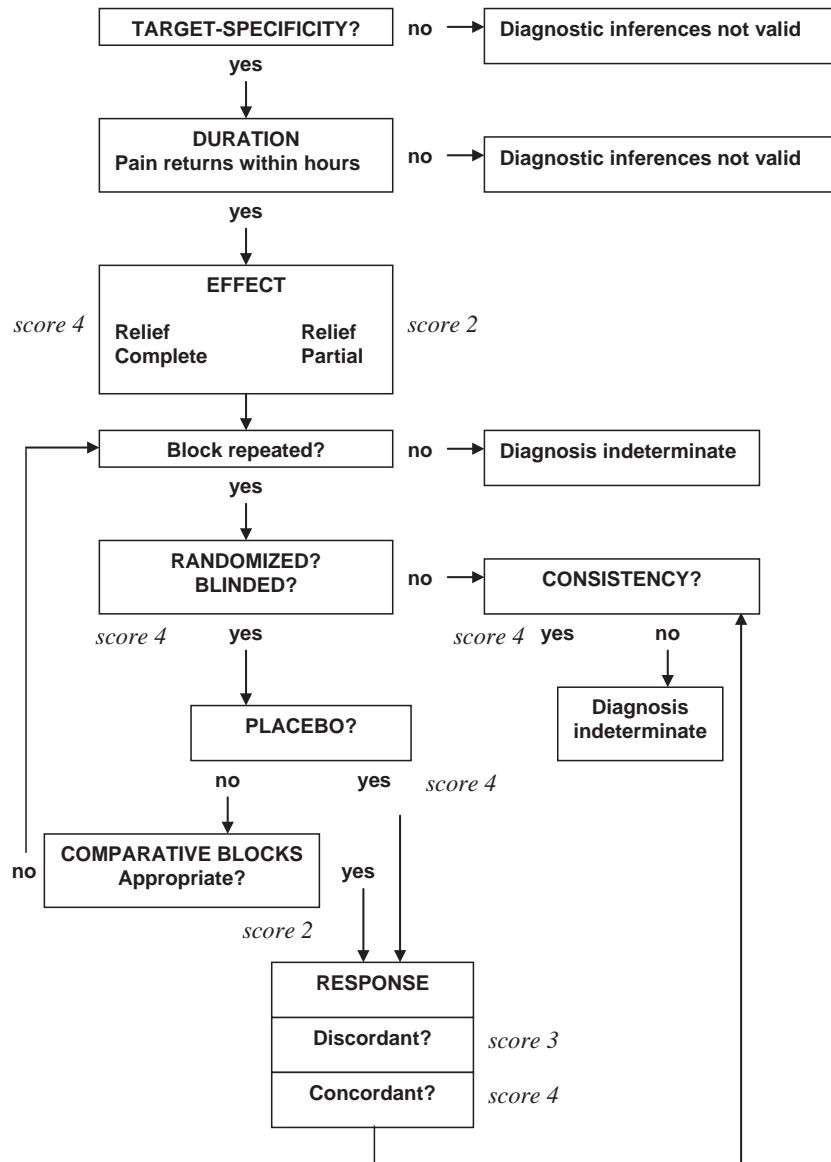 TARGET-SPECIFICITY?
no
Diagnostic inferences not valid
yes
DURATION
Pain returns within hours
no
Diagnostic inferences not valid
yes
EFFECT
score 4
Relief
Complete
Relief
Partial
score 2
Block repeated?
no
Diagnosis indeterminate
yes
RANDOMIZED?
BLINDED?
no
CONSISTENCY?
score 4
yes
score 4
yes
no
Diagnosis
indeterminate
PLACEBO?
no
yes
score 4
no
COMPARATIVE BLOCKS
Appropriate?
yes
score 2
RESPONSE
Discordant?
score 3
Concordant?
score 4